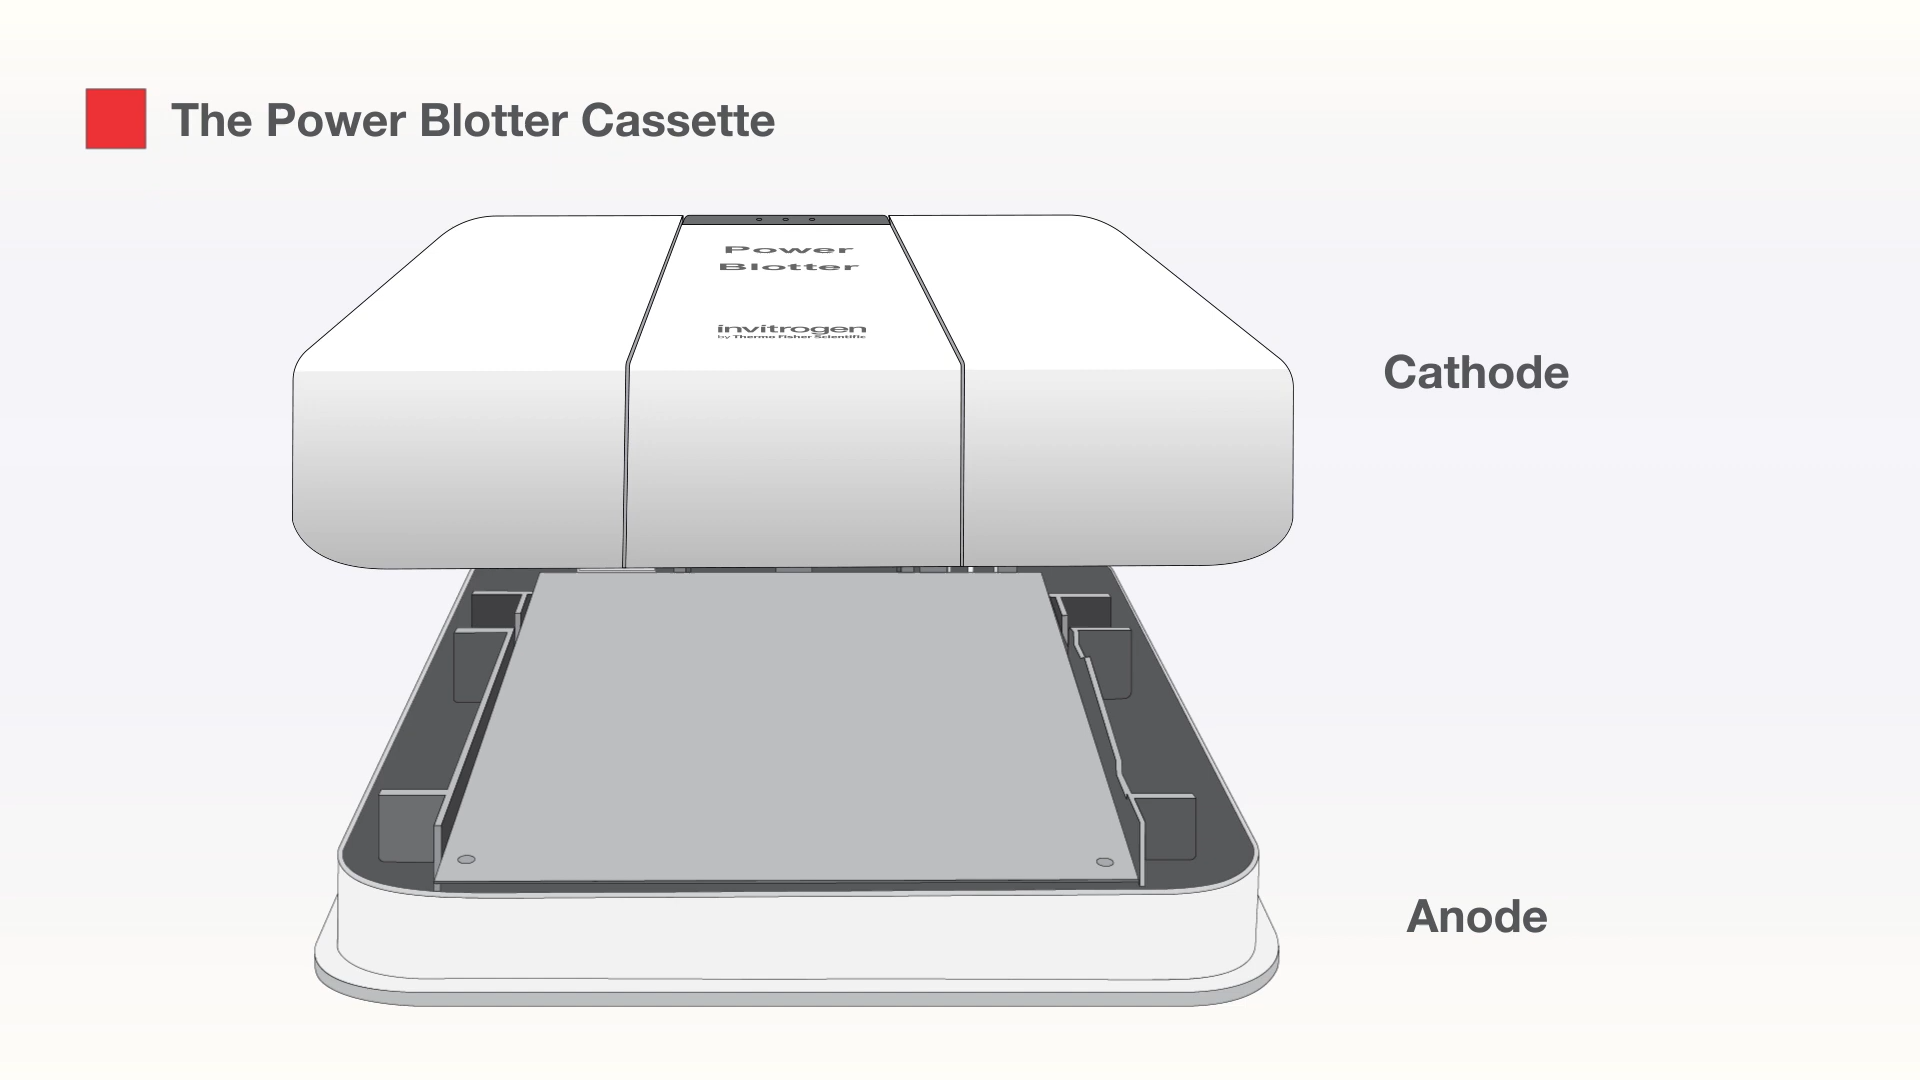 The Power Blotter Cassette
Power
Blotter
invitrogen
by Thermo Fisher Scientific
Cathode
Anode